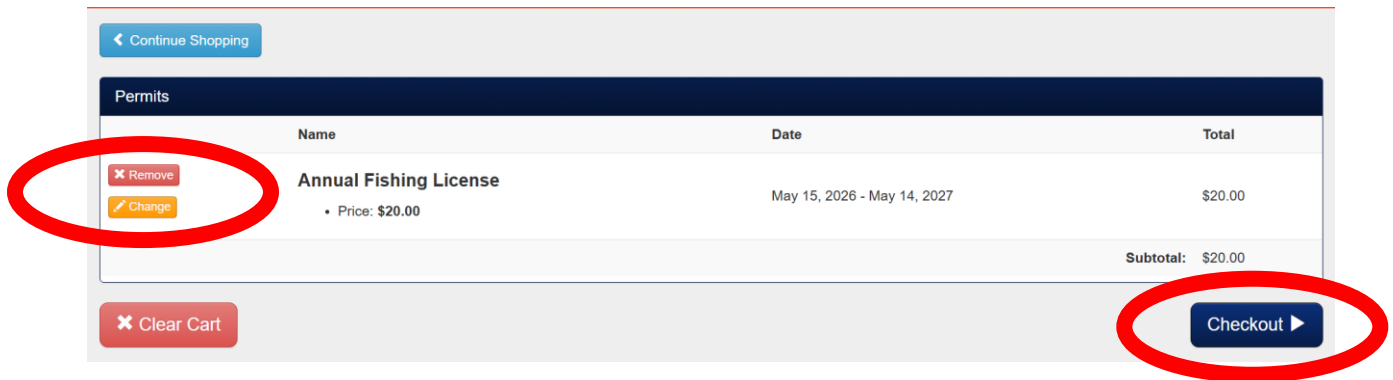 Continue Shopping
Permits
Name Date Total
Remove
Change
Annual Fishing License
• Price: $20.00
May 15, 2026 - May 14, 2027
$20.00
Subtotal: $20.00
Clear Cart
Checkout